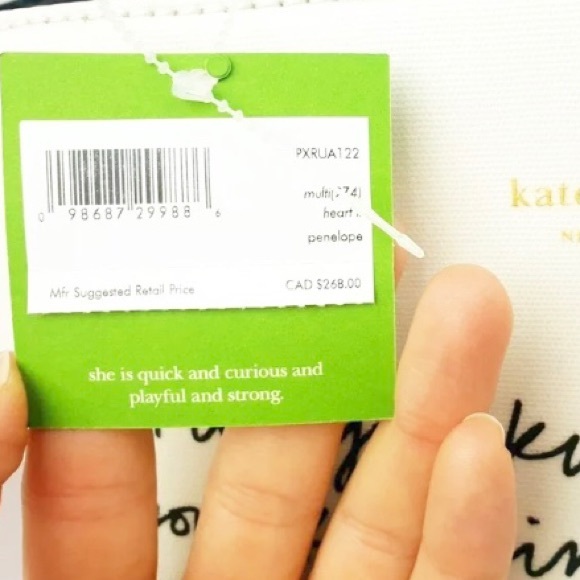 PXRUA122
multi(
heart
penelope
0 98687 29988 6
Mfr Suggested Retail Price CAD $268.00
she is quick and curious and
playful and strong.
kate